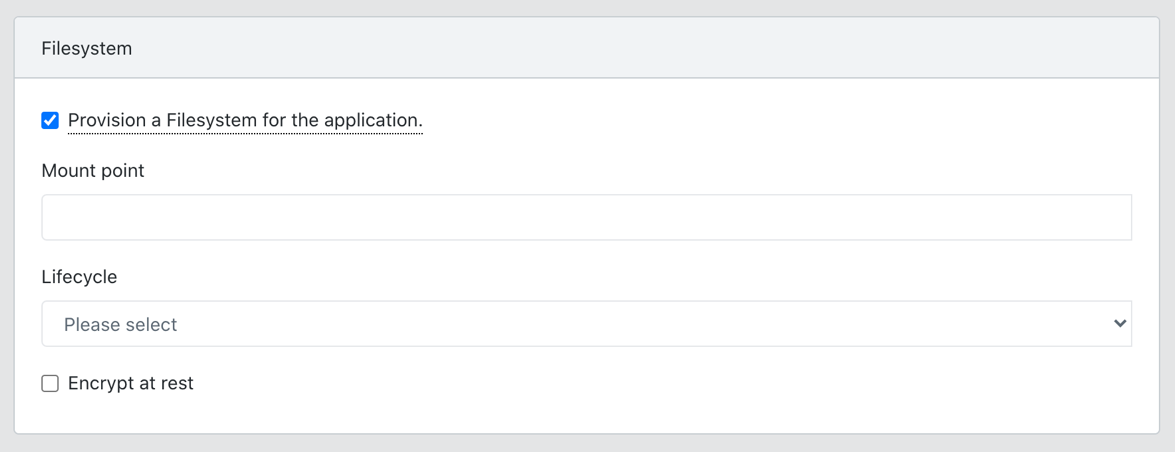 Filesystem
Provision a Filesystem for the application.
Mount point
Lifecycle
Please select
Encrypt at rest